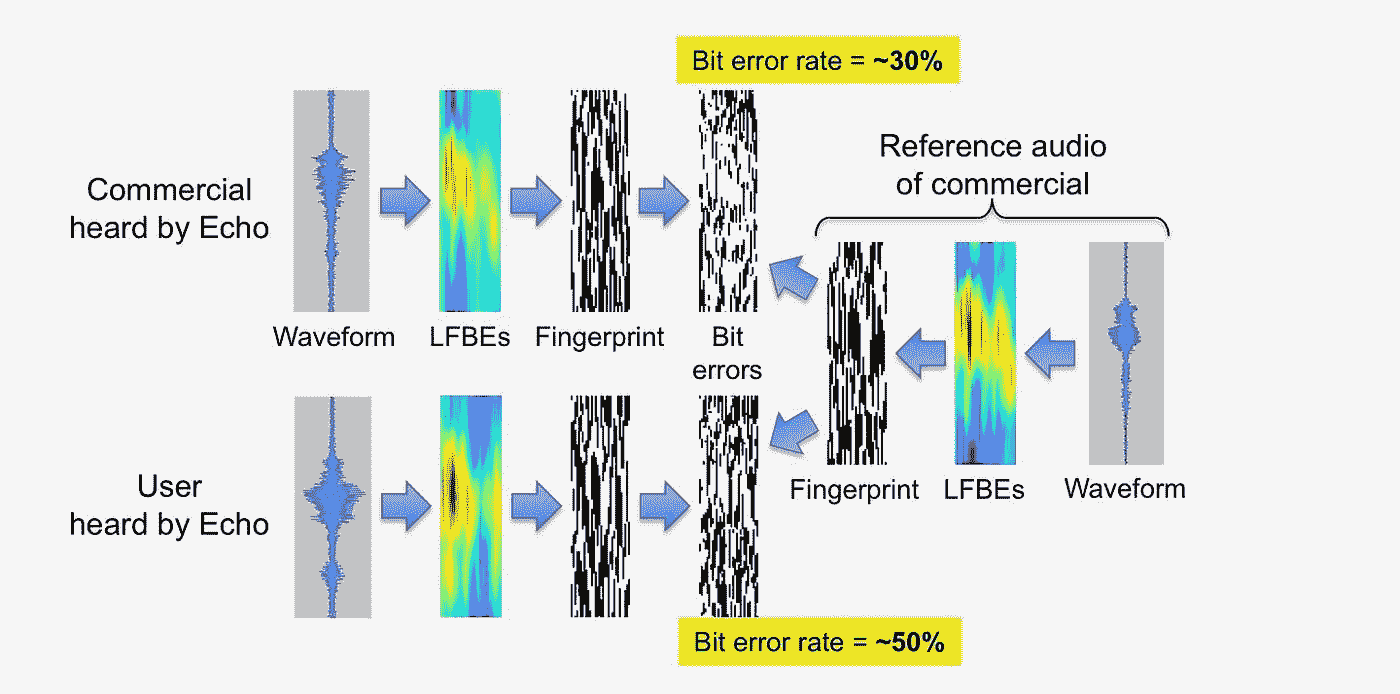 Bit error rate = ~30%
Reference audio
of commercial
Commercial
heard by Echo
Waveform
LFBEs
Fingerprint
Bit
errors
User
heard by Echo
Fingerprint
LFBEs
Waveform
Bit error rate = ~50%